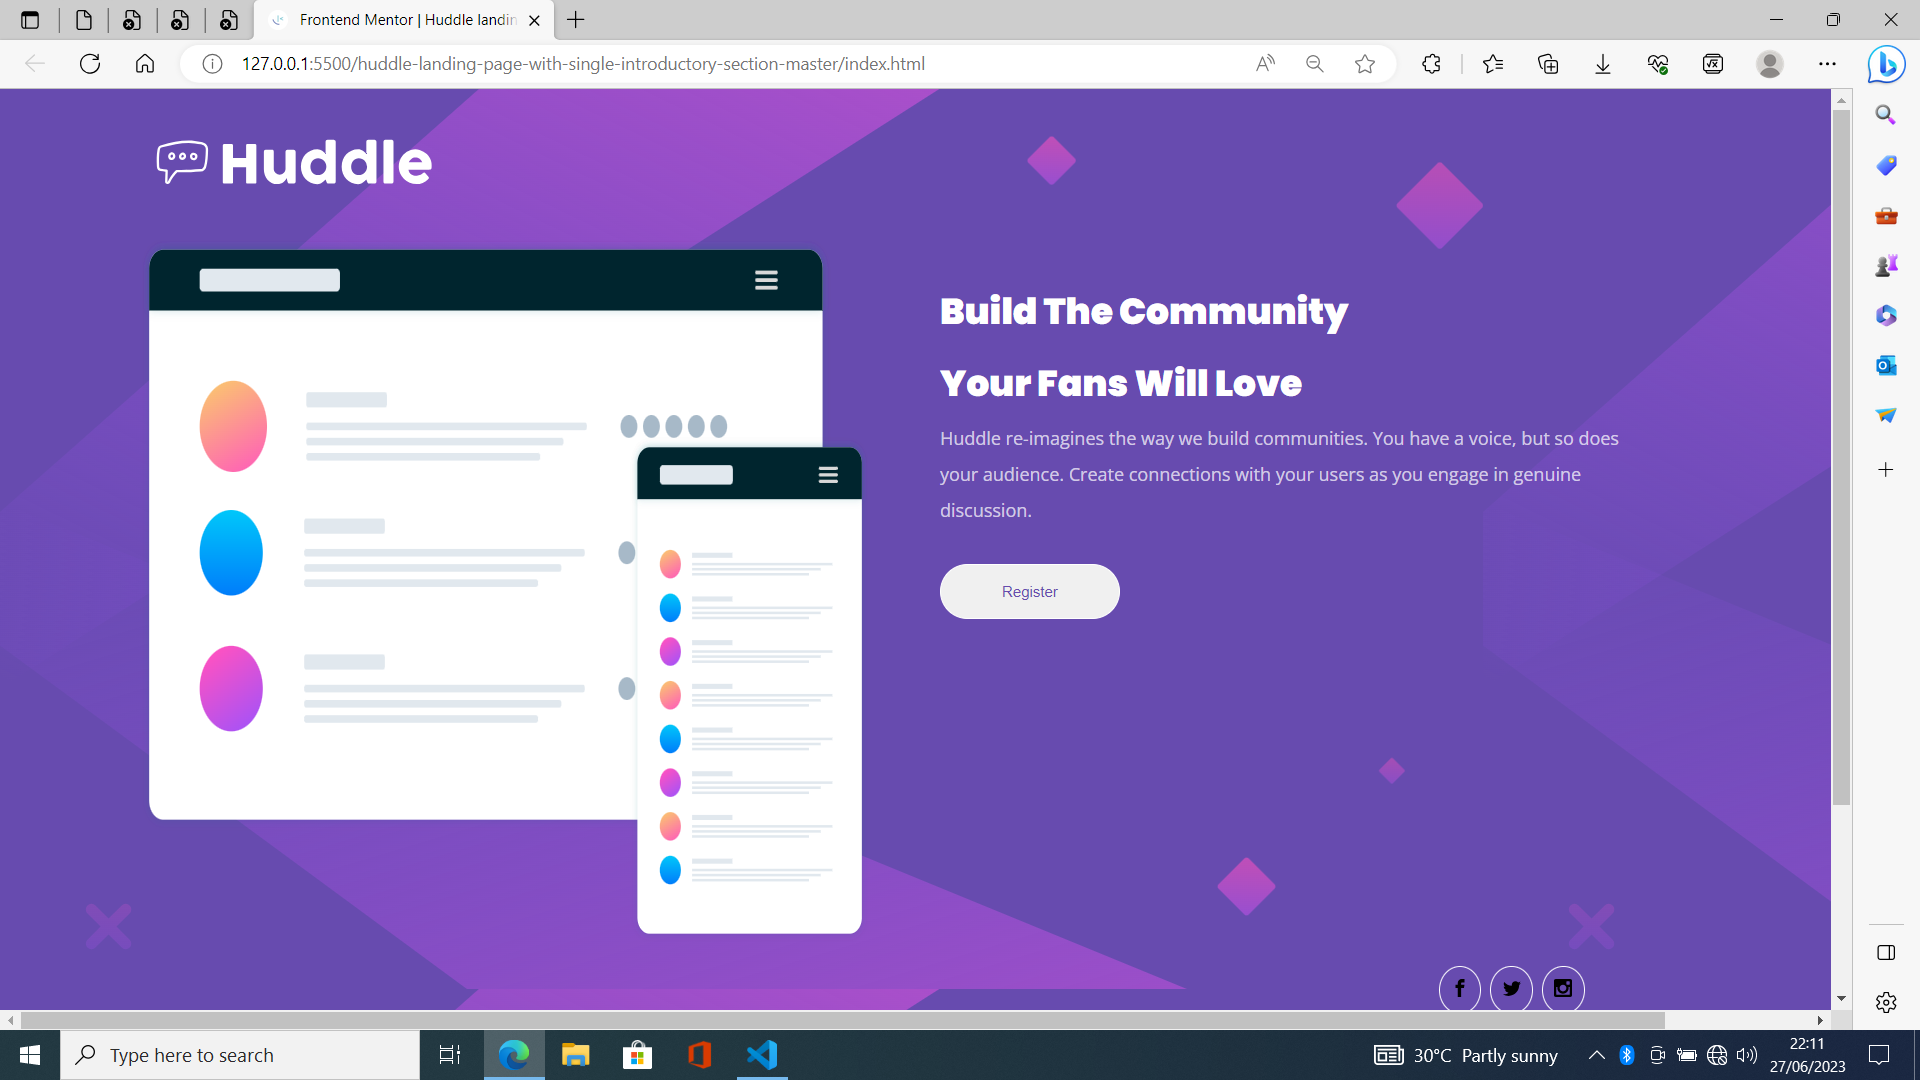 Frontend Mentor | Huddle landin
127.0.0.1:5500/huddle-landing-page-with-single-introductory-section-master/index.html
Huddle
Build The Community
Your Fans Will Love
Huddle re-imagines the way we build communities. You have a voice, but so does
your audience. Create connections with your users as you engage in genuine
discussion.
Register
Type here to search
30°C Partly sunny
22:11
27/06/2023